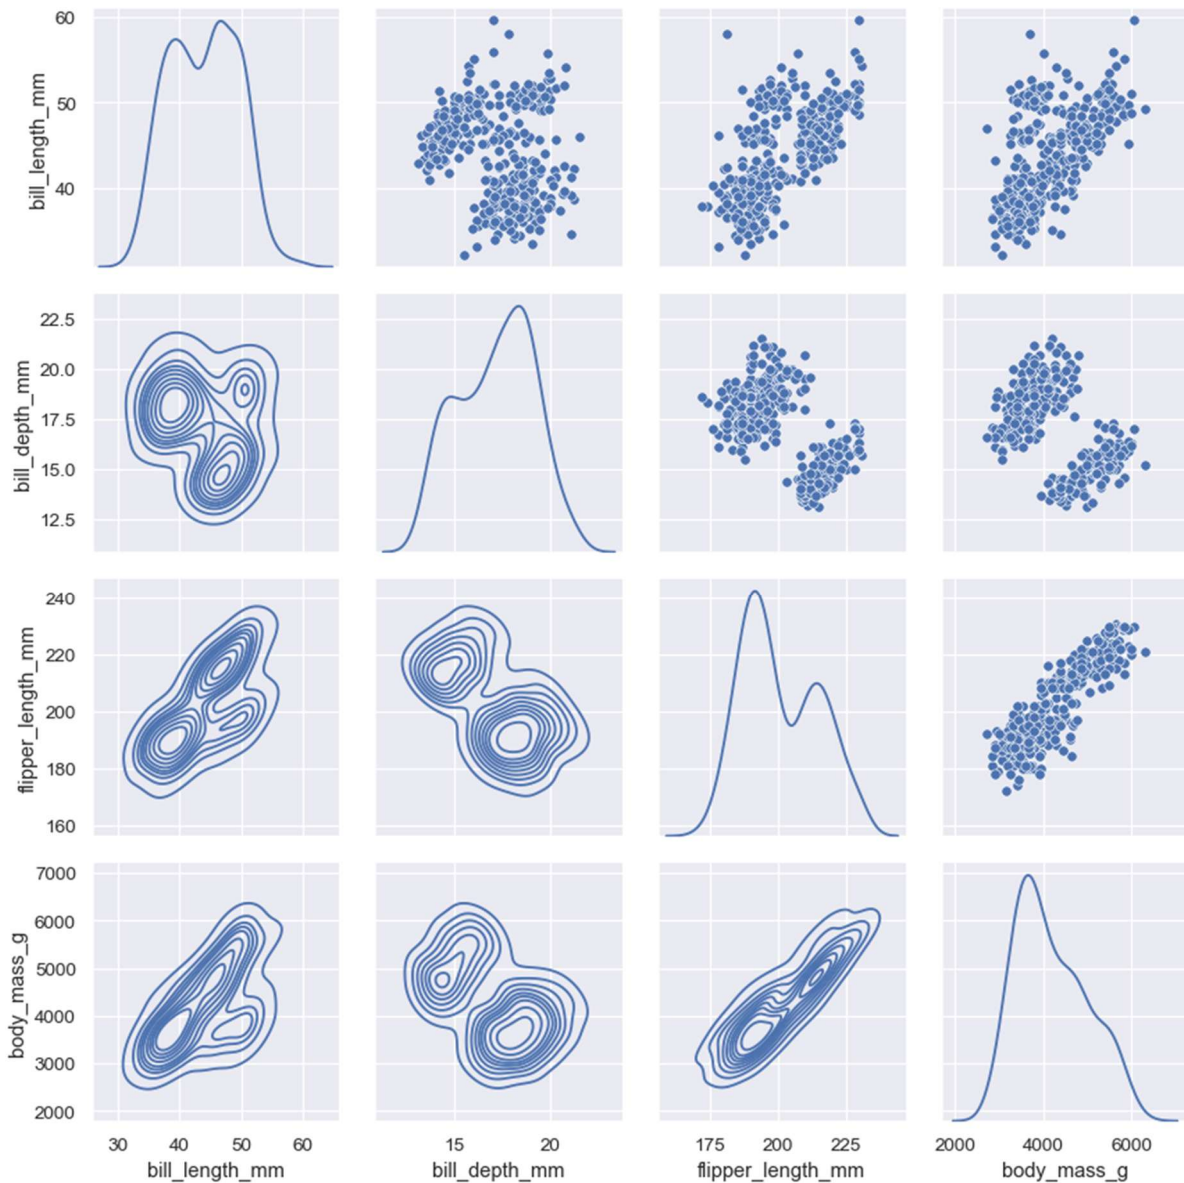 60
50
40
bill_length_mm
22.5
20.0
17.5
15.0
12.5
bill_depth_mm
240
220
200
180
160
flipper_length_mm
7000
6000
5000
4000
3000
2000
body_mass_g
30 40 50 60
15 20
175 200 225
2000 4000 6000
bill_length_mm
bill_depth_mm
flipper_length_mm
body_mass_g